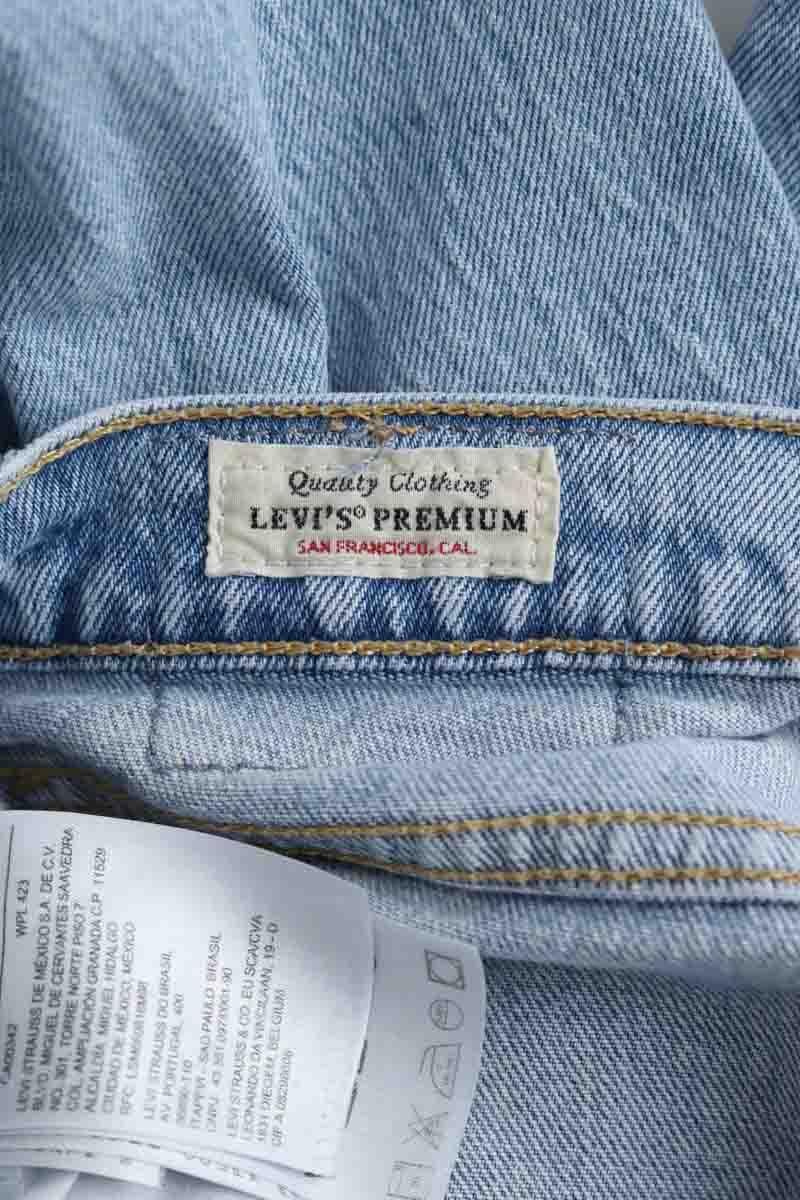 Quality Clothing
LEVI'S® PREMIUM
SAN FRANCISCO, CAL.
CA00342
WPL 423
LEVI STRAUSS DE MÉXICO S.A. DE C.V.
BLVD. MIGUEL DE CERVANTES SAAVEDRA
NO. 301, TORRE NORTE PISO 7
COL. AMPLIACIÓN GRANADA C.P. 11529
ALCALDÍA, MIGUEL HIDALGO
CIUDAD DE MÉXICO, MÉXICO
LEVI STRAUSS DO BRASIL
AV PORTUGAL, 400
ITAPEVI - SAO PAULO BRASIL
LEVI STRAUSS & CO. EU SCA/CVA
LEONARDO DA VINCILAAN, 19 - D
1831 DIEGEM, BELGIUM